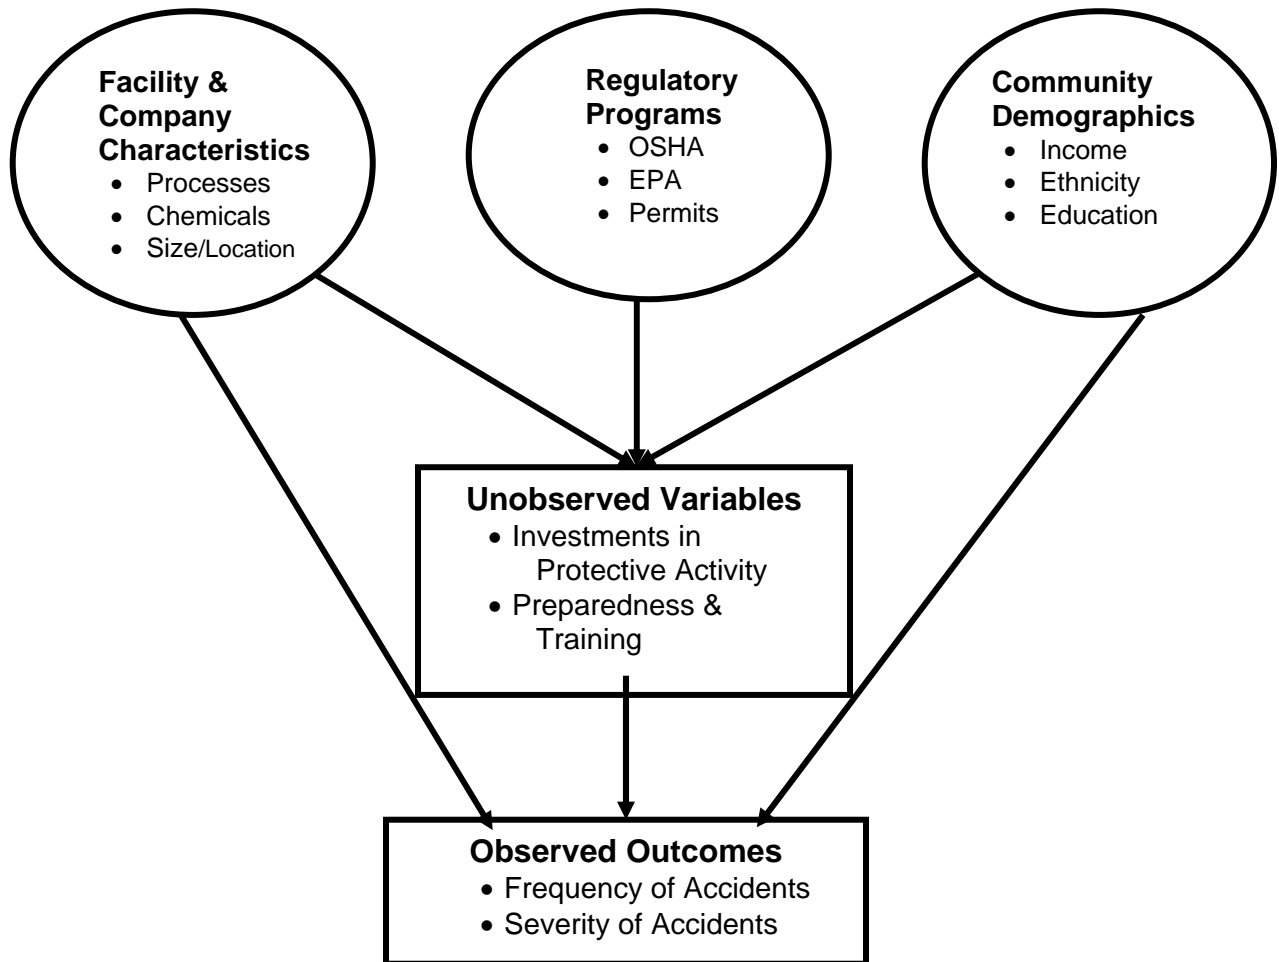 Facility &
Company
Characteristics
• Processes
• Chemicals
• Size/Location
Regulatory
Programs
• OSHA
• EPA
• Permits
Community
Demographics
• Income
• Ethnicity
• Education
Unobserved Variables
• Investments in
Protective Activity
• Preparedness &
Training
Observed Outcomes
• Frequency of Accidents
• Severity of Accidents